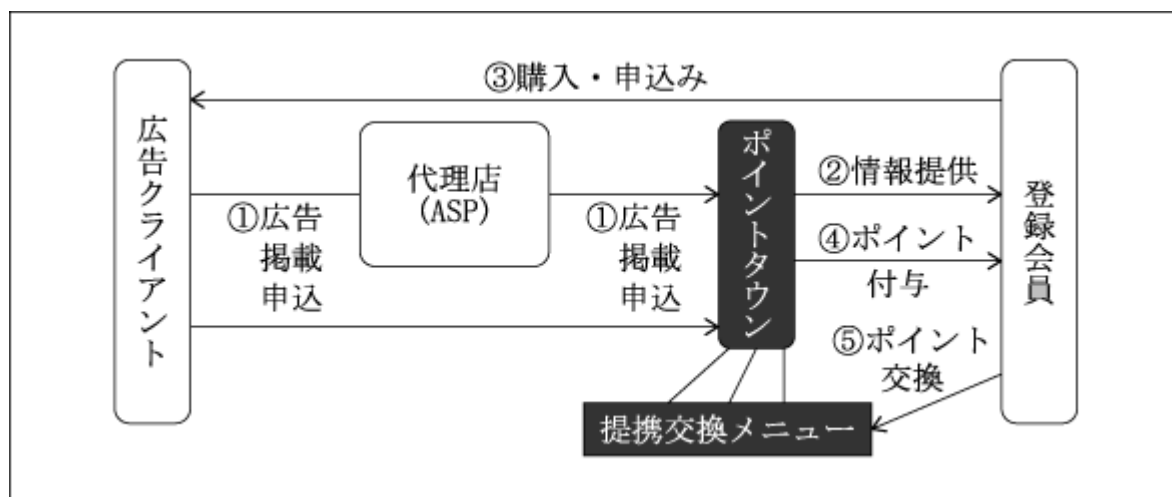 ③購入・申込み
広告クライアント
代理店
(ASP)
①広告
掲載
申込
①広告
掲載
申込
ポイントタウン
②情報提供
④ポイント
付与
⑤ポイント
交換
登録会員
提携交換メニュー